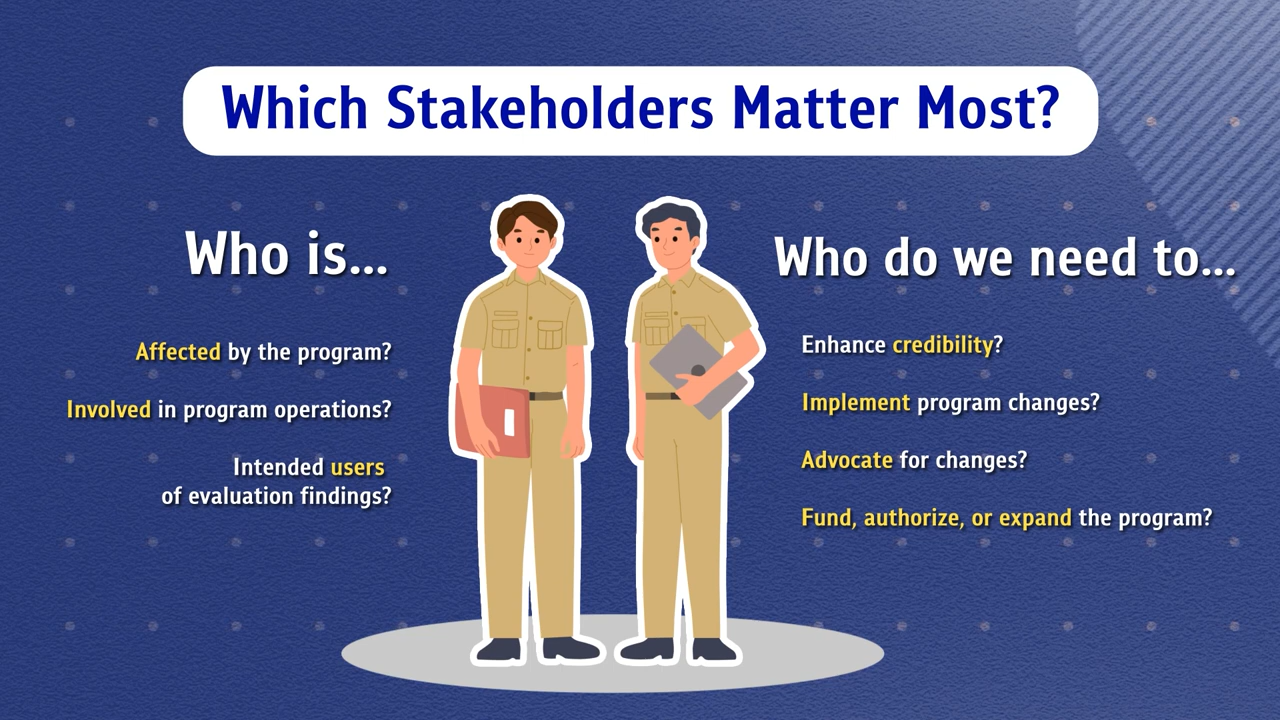 Which Stakeholders Matter Most?
Who is...
Affected by the program?
Involved in program operations?
Intended users
of evaluation findings?
Who do we need to...
Enhance credibility?
Implement program changes?
Advocate for changes?
Fund, authorize, or expand the program?